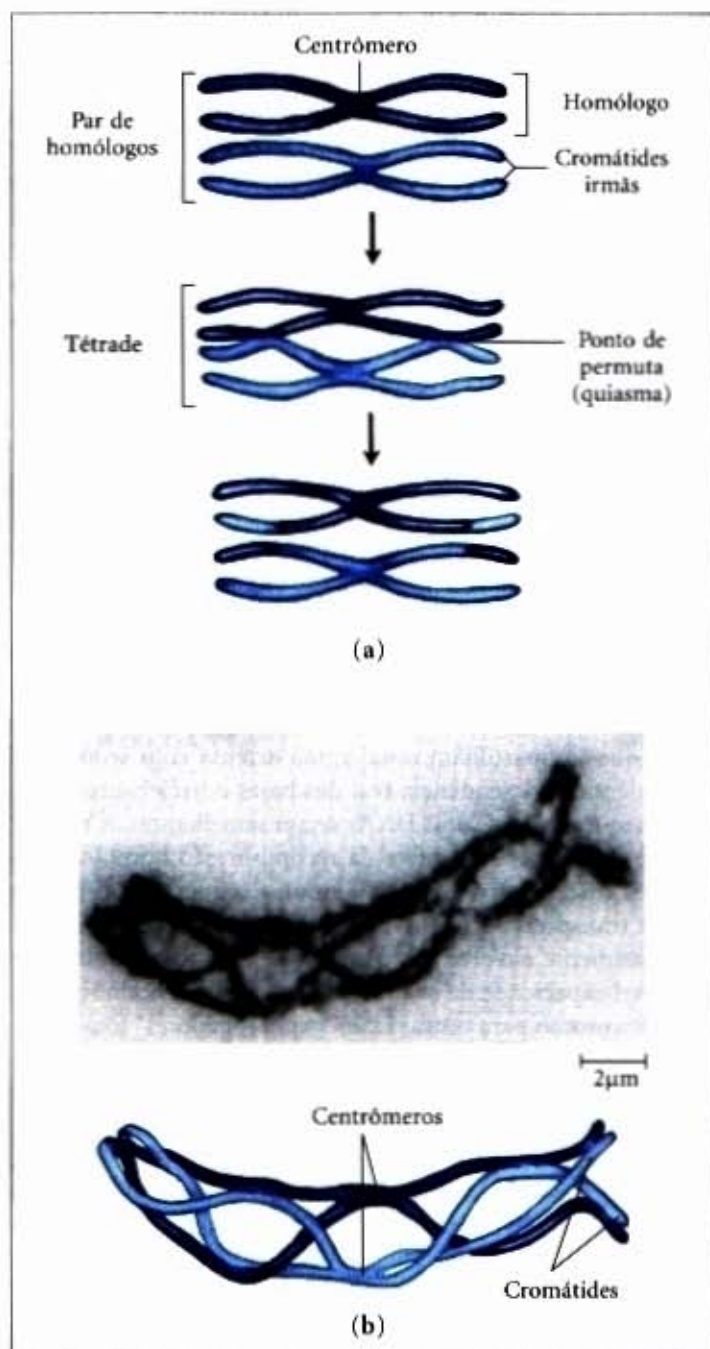 Centrômero
Par de
homólogos
Homólogo
Cromátides
irmãs
Tétrade
Ponto de
permuta
(quiasma)
(a)
2µm
Centrômeros
Cromátides
(b)